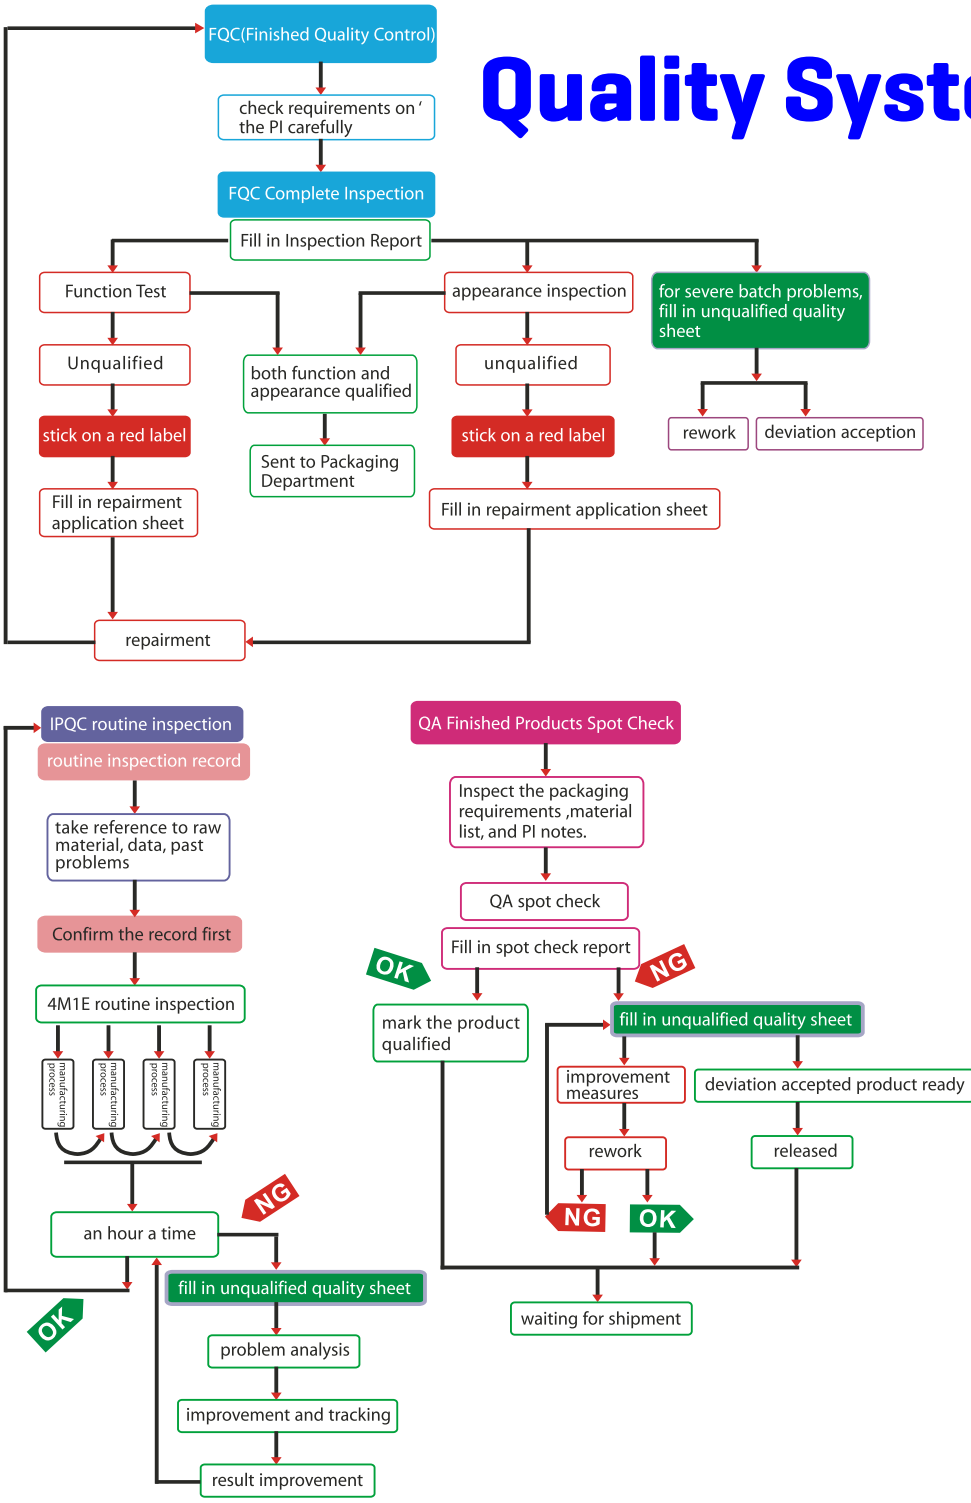 FQC(Finished Quality Control)
Quality Syste
check requirements on ‘
the PI carefully
FQC Complete Inspection
Fill in Inspection Report
Function Test
appearance inspection
for severe batch problems,
fill in unqualified quality
sheet
Unqualified
both function and
appearance qualified
unqualified
stick on a red label
stick on a red label
rework
deviation acception
Sent to Packaging
Department
Fill in repairment
application sheet
Fill in repairment application sheet
repairment
IPQC routine inspection
routine inspection record
take reference to raw
material, data, past
problems
Confirm the record first
4M1E routine inspection
manufacturing
process
manufacturing
process
manufacturing
process
manufacturing
process
an hour a time
NG
OK
fill in unqualified quality sheet
problem analysis
improvement and tracking
result improvement
QA Finished Products Spot Check
Inspect the packaging
requirements ,material
list, and PI notes.
QA spot check
Fill in spot check report
OK
NG
mark the product
qualified
fill in unqualified quality sheet
improvement
measures
deviation accepted product ready
rework
released
NG
OK
waiting for shipment